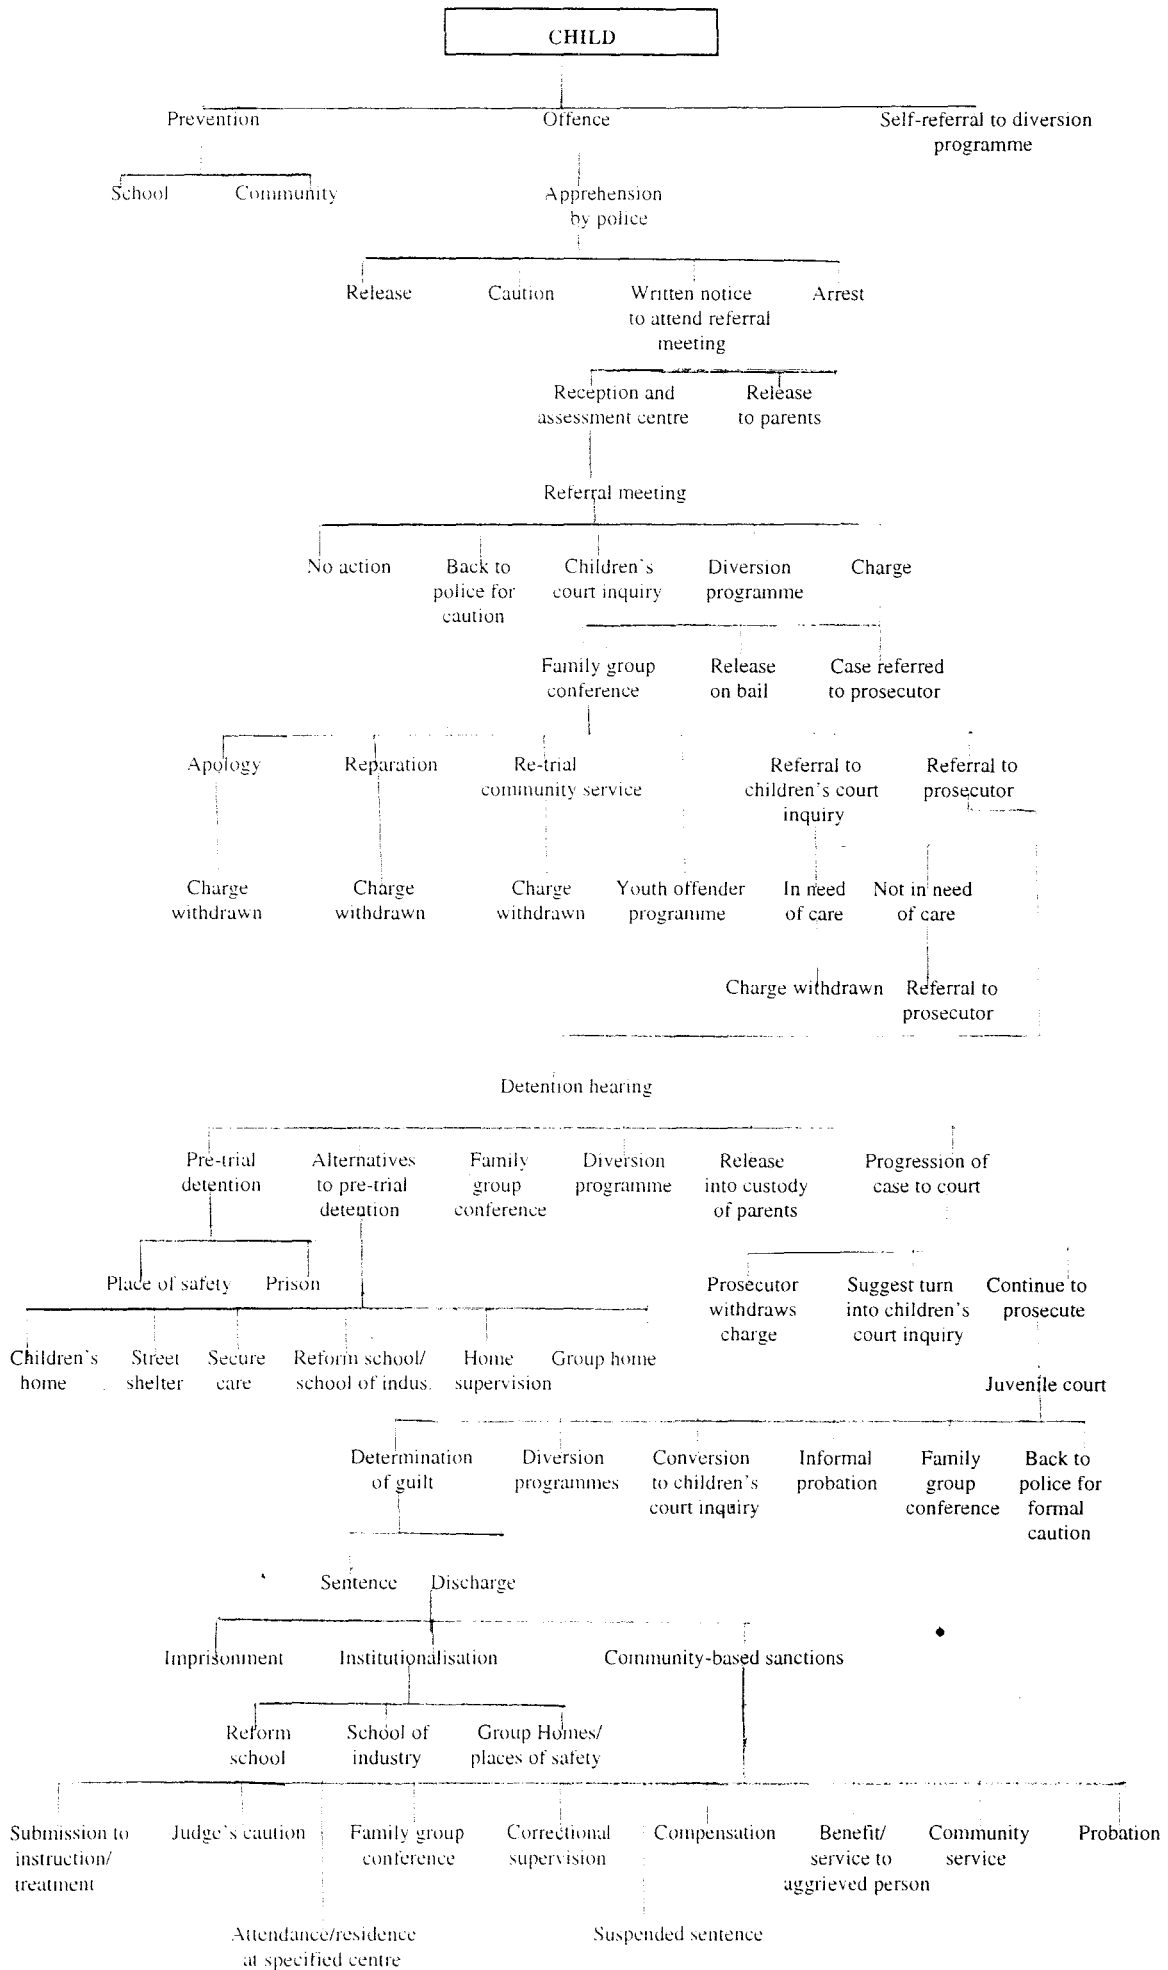 CHILD
Prevention
Offence
Self-referral to diversion
programme
School
Community
Apprehension
by police
Release
Caution
Written notice
to attend referral
meeting
Arrest
Reception and
assessment centre
Release
to parents
Referral meeting
No action
Back to
police for
caution
Children's
court inquiry
Diversion
programme
Charge
Family group
conference
Release
on bail
Case referred
to prosecutor
Apology
Reparation
Re-trial
community service
Referral to
children's court
inquiry
Referral to
prosecutor
Charge
withdrawn
Charge
withdrawn
Charge
withdrawn
Youth offender
programme
In need
of care
Not in need
of care
Charge withdrawn
Referral to
prosecutor
Detention hearing
Pre-trial
detention
Alternatives
to pre-trial
detention
Family
group
conference
Diversion
programme
Release
into custody
of parents
Progression of
case to court
Place of safety
Prison
Prosecutor
withdraws
charge
Suggest turn
into children's
court inquiry
Continue to
prosecute
Children's
home
Street
shelter
Secure
care
Reform school/
school of indus.
Home
supervision
Group home
Juvenile court
Determination
of guilt
Diversion
programmes
Conversion
to children's
court inquiry
Informal
probation
Family
group
conference
Back to
police for
formal
caution
Sentence
Discharge
Imprisonment
Institutionalisation
Community-based sanctions
Reform
school
School of
industry
Group Homes/
places of safety
Submission to
instruction/
treatment
Judge's caution
Family group
conference
Correctional
supervision
Compensation
Benefit/
service to
aggrieved person
Community
service
Probation
Attendance/residence
at specified centre
Suspended sentence